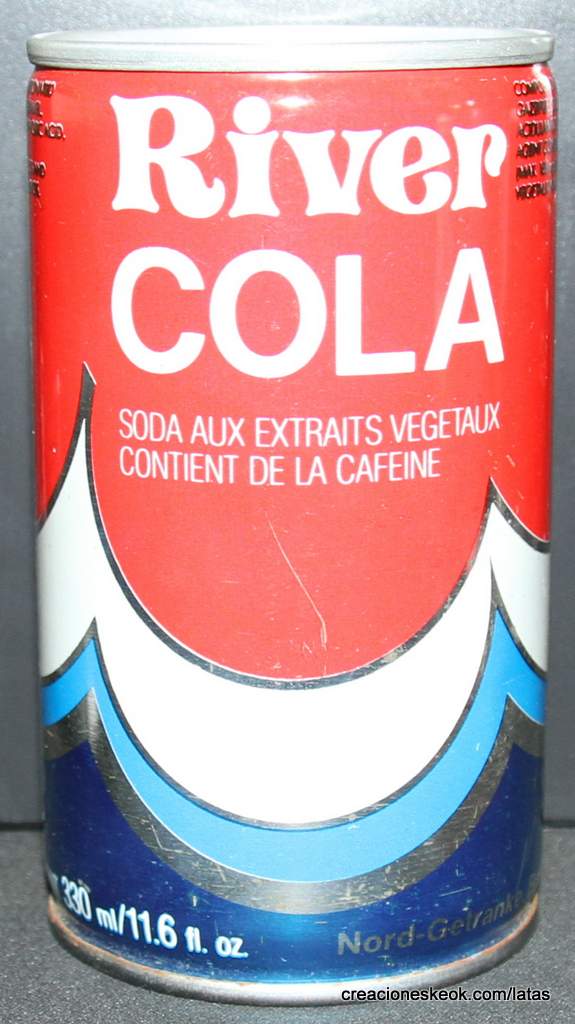 River
COLA
SODA AUX EXTRAITS VEGETAUX
CONTIENT DE LA CAFEINE
330 ml/11.6 fl. oz.
Nord-Getränke
creacioneskeok.com/latas